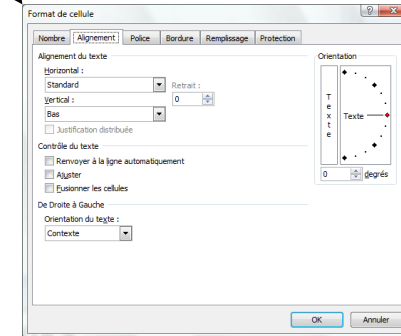 Format de cellule
Nombre Alignement Police Bordure Remplissage Protection
Alignement du texte
Horizontal :
Standard
Retrait :
Vertical :
0
Bas
Justification distribuée
Contrôle du texte
Renvoyer à la ligne automatiquement
Ajuster
Fusionner les cellules
De Droite à Gauche
Orientation du texte :
Contexte
Orientation
Texte
Texte
0 degrés
OK Annuler